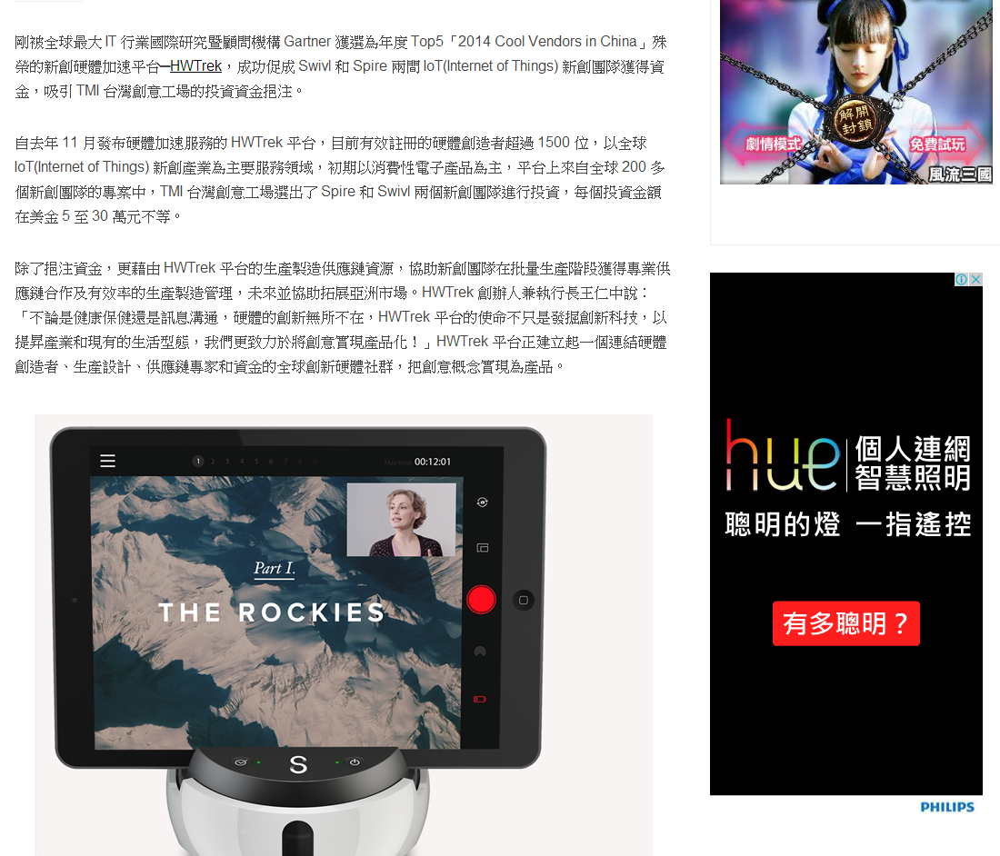 剛被全球最大 IT 行業國際研究暨顧問機構 Gartner 獲選為年度 Top5「2014 Cool Vendors in China」殊
榮的新創硬體加速平台─HWTrek，成功促成 Swivl 和 Spire 兩間 IoT(Internet of Things) 新創團隊獲得資
金，吸引 TMI 台灣創意工場的投資資金挹注。
自去年 11 月發布硬體加速服務的 HWTrek 平台，目前有效註冊的硬體創造者超過 1500 位，以全球
IoT(Internet of Things) 新創產業為主要服務領域，初期以消費性電子產品為主，平台上來自全球 200 多
個新創團隊的專案中，TMI 台灣創意工場選出了 Spire 和 Swivl 兩個新創團隊進行投資，每個投資金額
在美金 5 至 30 萬元不等。
除了挹注資金，更藉由 HWTrek 平台的生產製造供應鏈資源，協助新創團隊在批量生產階段獲得專業供
應鏈合作及有效率的生產製造管理，未來並協助拓展亞洲市場。HWTrek 創辦人兼執行長王仁中說：
「不論是健康保健還是訊息溝通，硬體的創新無所不在，HWTrek 平台的使命不只是發掘創新科技，以
提昇產業和現有的生活型態，我們更致力於將創意實現產品化！」HWTrek 平台正建立起一個連結硬體
創造者、生產設計、供應鏈專家和資金的全球創新硬體社群，把創意概念實現為產品。
1 2 3 4 5 6 7 8
Max time 00:12:01
Part I.
THE ROCKIES
S
解開
封鎖
劇情模式
免費試玩
風流三國
hue
個人連網
智慧照明
聰明的燈 一指遙控
有多聰明？
PHILIPS